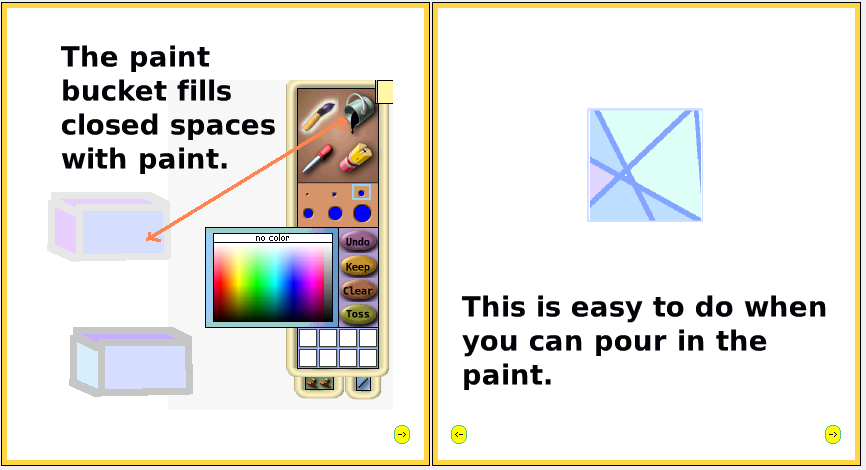 The paint
bucket fills
closed spaces
with paint.
no color
Undo
Keep
Clear
Toss
This is easy to do when
you can pour in the
paint.